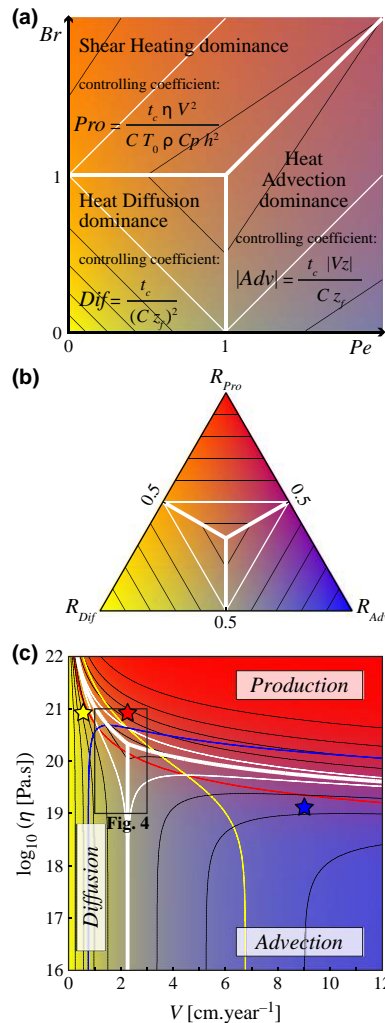 (a)
Br
Shear Heating dominance
controlling coefficient:
Pro = t_c η V² / C T₀ ρ Cp h²
Heat
Advection
dominance
1
Heat Diffusion
dominance
controlling coefficient:
controlling coefficient:
|Adv| = t_c |Vz| / C z_f
Dif = t_c / (C z_f)²
0
0
1
Pe
(b)
R_Pro
0.5
0.5
R_Dif
R_Adv
0.5
(c)
22
Production
21
20
log₁₀ (η [Pa.s])
19
Fig. 4
18
Diffusion
17
Advection
16
0
2
4
6
8
10
12
V [cm.year⁻¹]